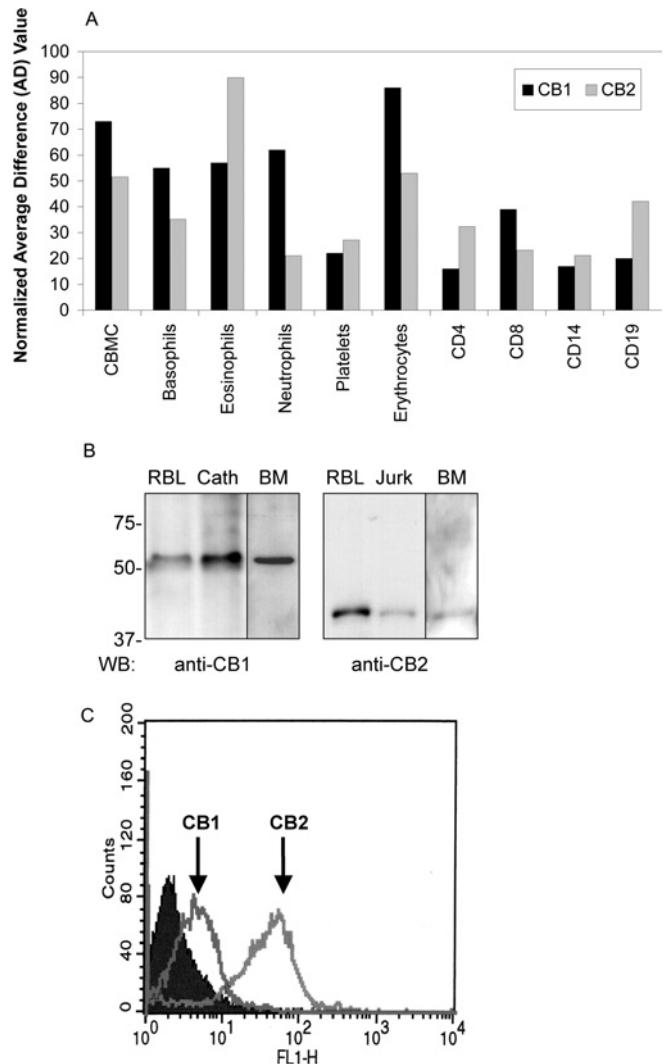 A
Normalized Average Difference (AD) Value
100
90
80
70
60
50
40
30
20
10
0
CB1 CB2
CBMC Basophils Eosinophils Neutrophils Platelets Erythrocytes CD4 CD8 CD14 CD19
B
RBL Cath BM RBL Jurk BM
75-
50-
37-
WB: anti-CB1 anti-CB2
C
200
160
120
80
40
0
Counts
CB1 CB2
10^0 10^1 10^2 10^3 10^4
FL1-H